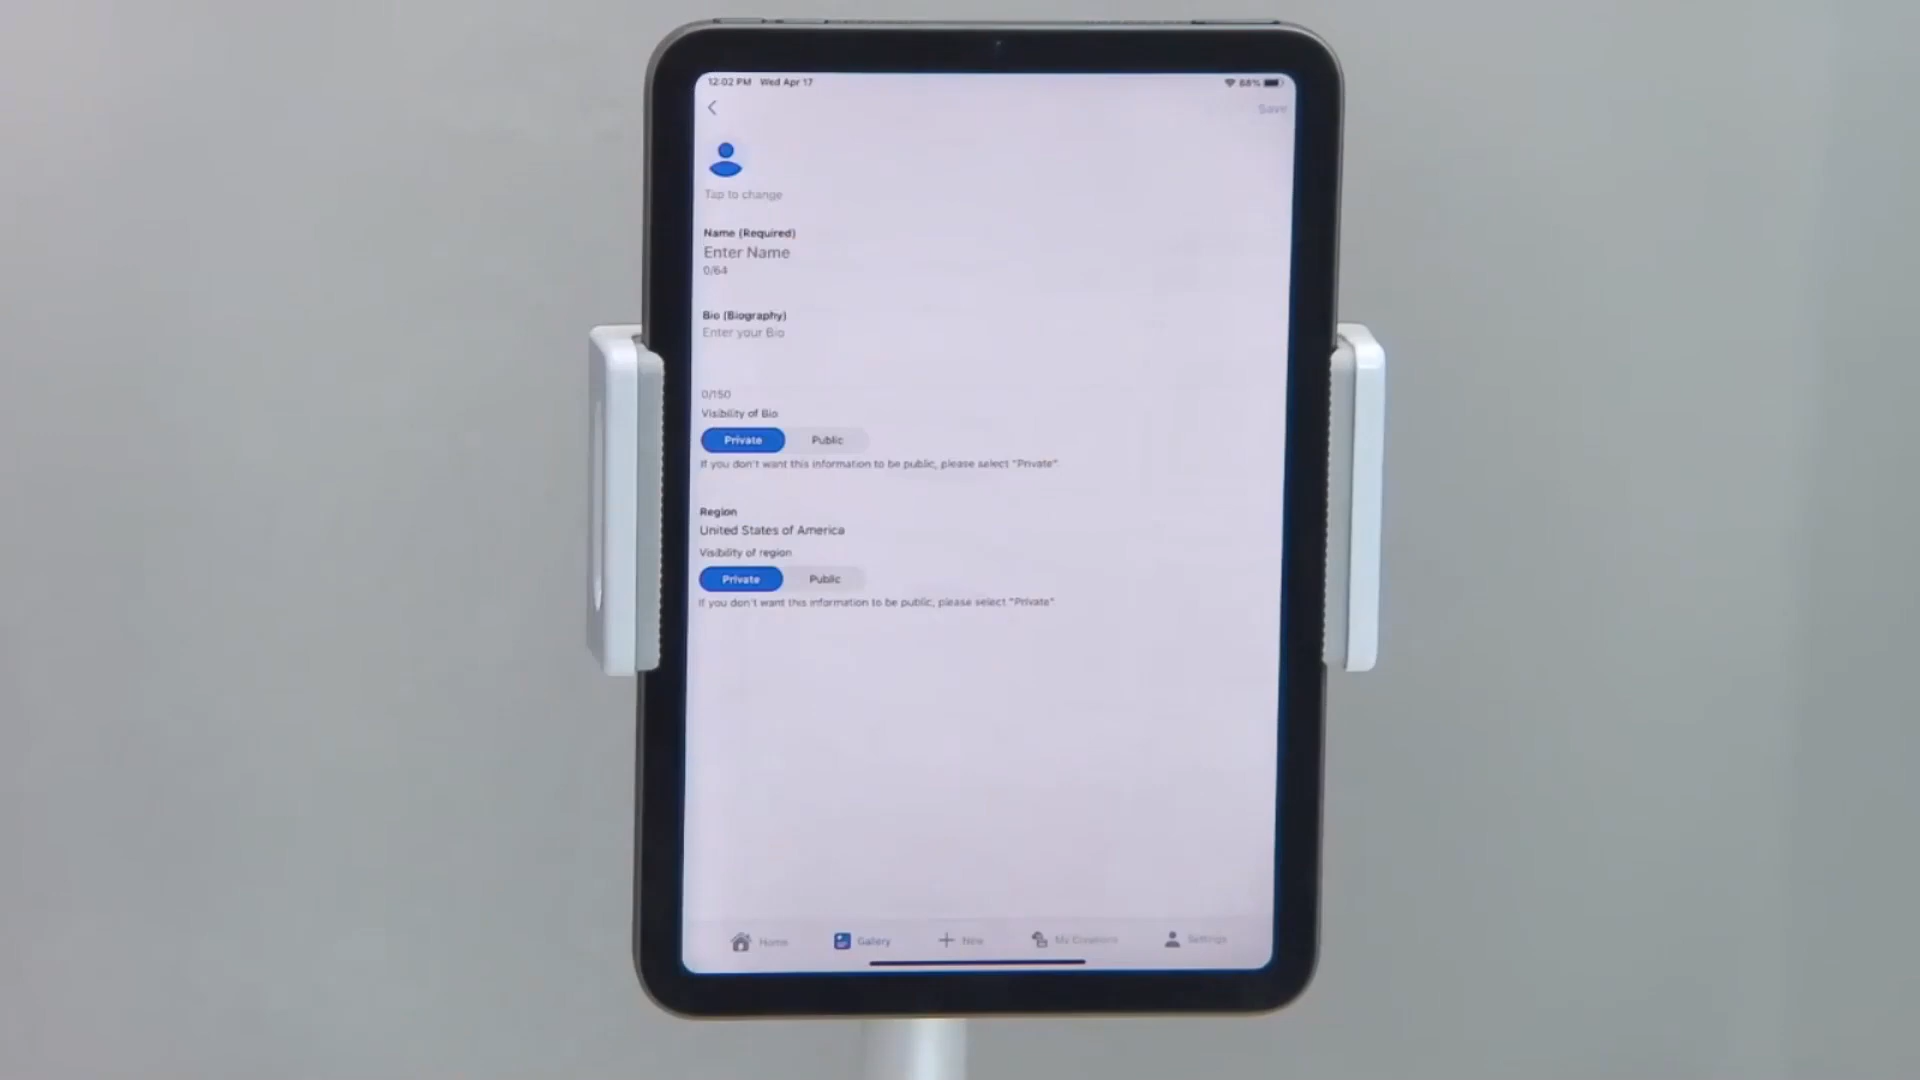 12:02 PM Wed Apr 17
88%
Save
Tap to change
Name (Required)
Enter Name
0/64
Bio (Biography)
Enter your Bio
0/150
Visibility of Bio
Private Public
If you don't want this information to be public, please select "Private"
Region
United States of America
Visibility of region
Private Public
If you don't want this information to be public, please select "Private"
Home Gallery New My Creations Settings